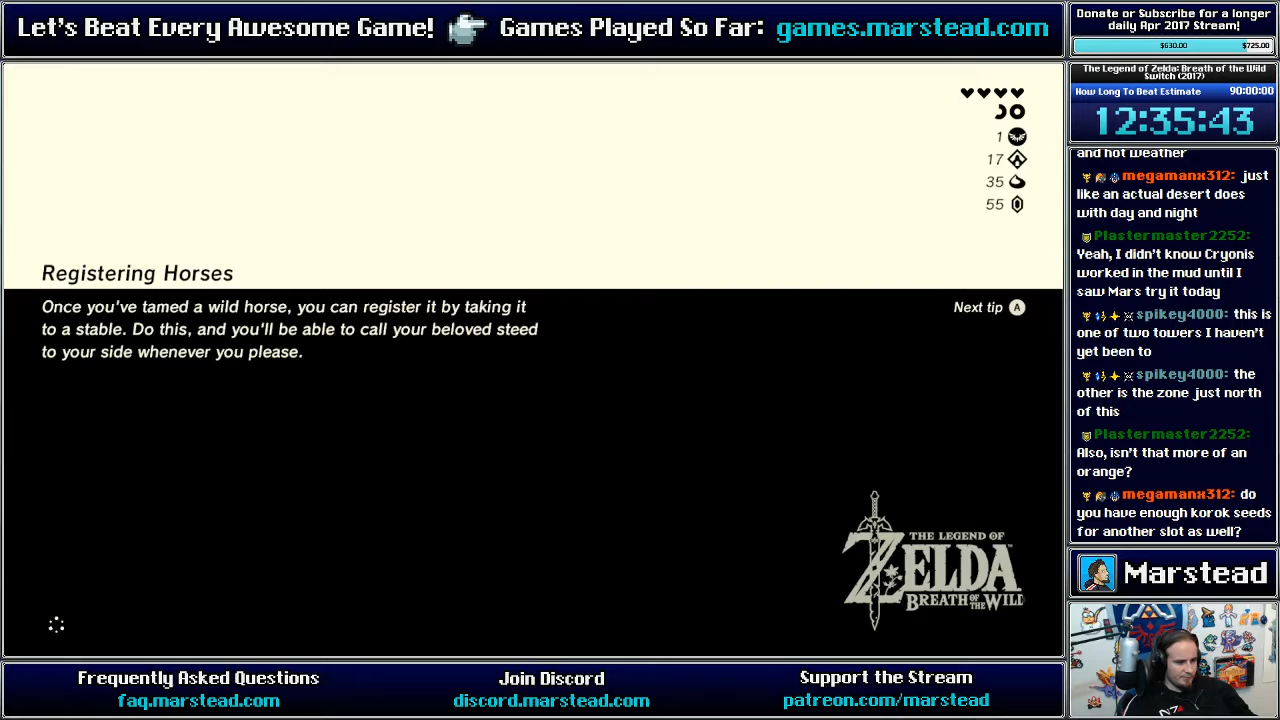 Let's Beat Every Awesome Game! Games Played So Far: games.marstead.com
Donate or Subscribe for a longer
daily Apr 2017 Stream!
$630.00 $725.00
The Legend of Zelda: Breath of the Wild
Switch (2017)
How Long To Beat Estimate 90:00:00
12:35:43
1
17
35
55
Registering Horses
Once you've tamed a wild horse, you can register it by taking it
to a stable. Do this, and you'll be able to call your beloved steed
to your side whenever you please.
Next tip A
THE LEGEND OF
ZELDA
BREATH OF THE WILD
and hot weather
megamanx312: just
like an actual desert does
with day and night
Plastermaster2252:
Yeah, I didn't know Cryonis
worked in the mud until I
saw Mars try it today
spikey4000: this is
one of two towers I haven't
yet been to
spikey4000: the
other is the zone just north
of this
Plastermaster2252:
Also, isn't that more of an
orange?
megamanx312: do
you have enough korok seeds
for another slot as well?
Marstead
Frequently Asked Questions
faq.marstead.com
Join Discord
discord.marstead.com
Support the Stream
patreon.com/marstead